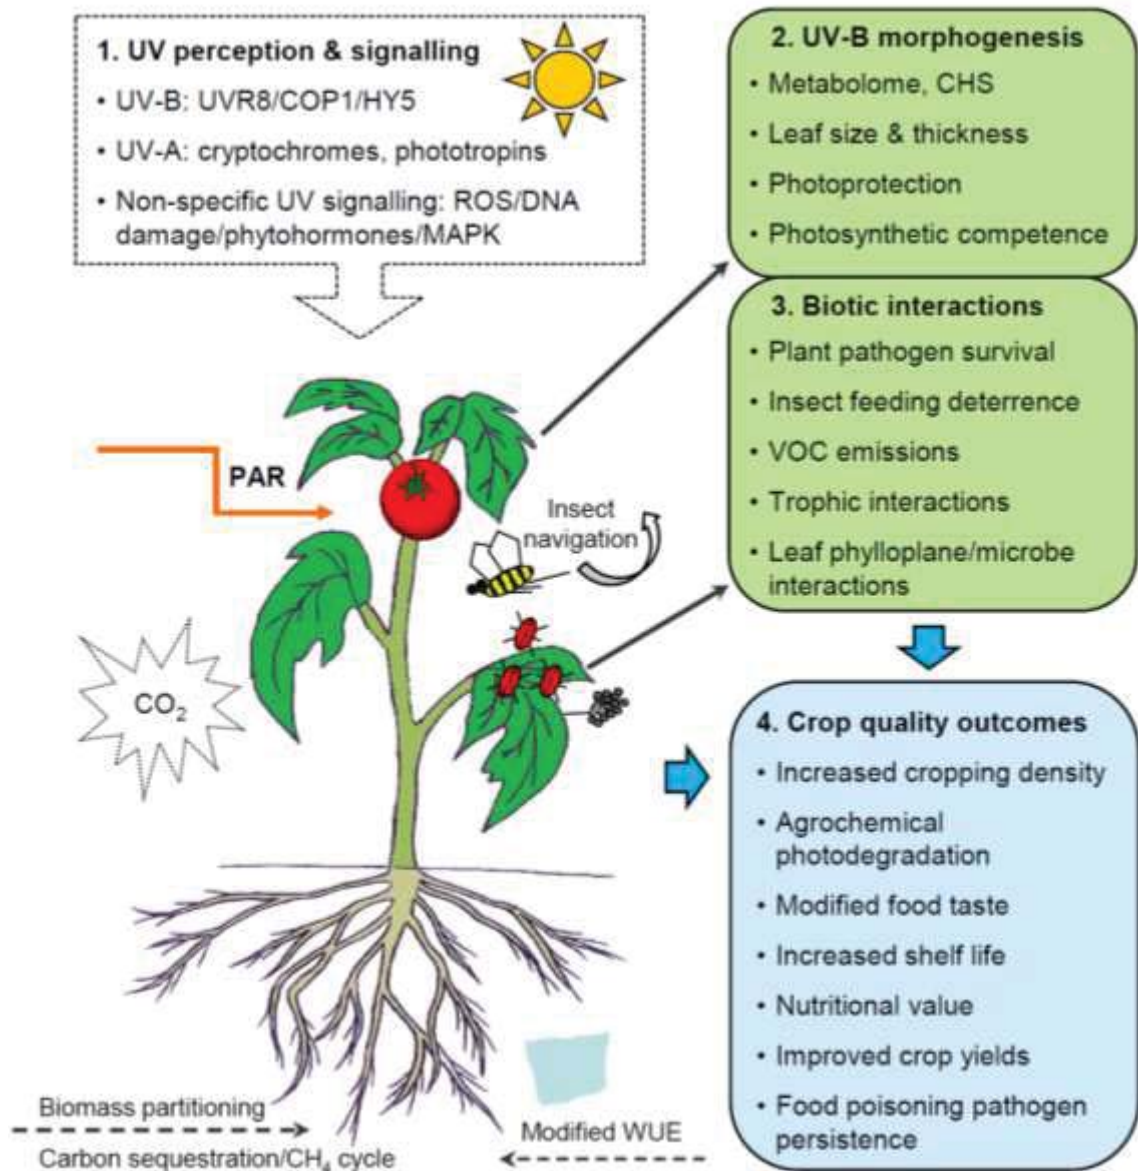 1. UV perception & signalling
• UV-B: UVR8/COP1/HY5
• UV-A: cryptochromes, phototropins
• Non-specific UV signalling: ROS/DNA
damage/phytohormones/MAPK
2. UV-B morphogenesis
• Metabolome, CHS
• Leaf size & thickness
• Photoprotection
• Photosynthetic competence
3. Biotic interactions
• Plant pathogen survival
• Insect feeding deterrence
• VOC emissions
• Trophic interactions
• Leaf phylloplane/microbe
interactions
PAR
Insect
navigation
CO₂
4. Crop quality outcomes
• Increased cropping density
• Agrochemical
photodegradation
• Modified food taste
• Increased shelf life
• Nutritional value
• Improved crop yields
• Food poisoning pathogen
persistence
Biomass partitioning
Carbon sequestration/CH₄ cycle
Modified WUE